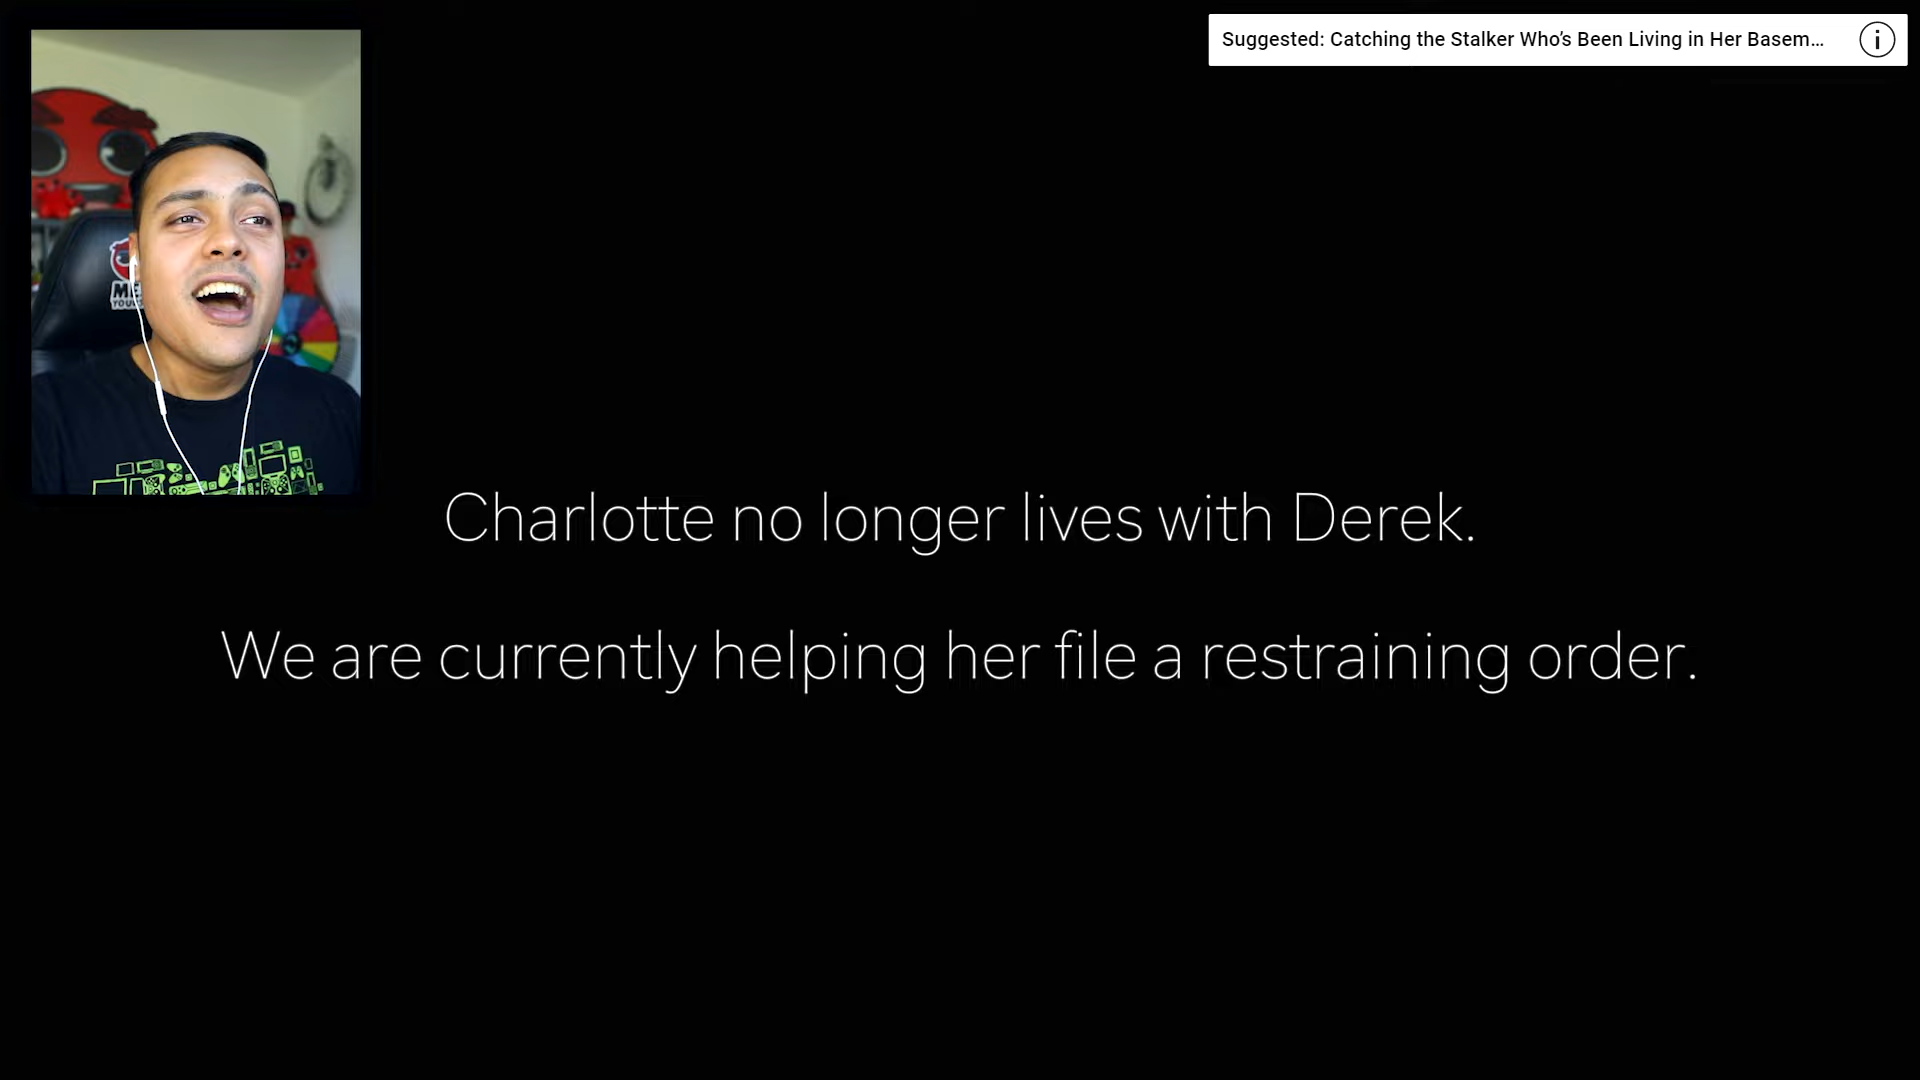 Suggested: Catching the Stalker Who's Been Living in Her Basem...
Charlotte no longer lives with Derek.
We are currently helping her file a restraining order.